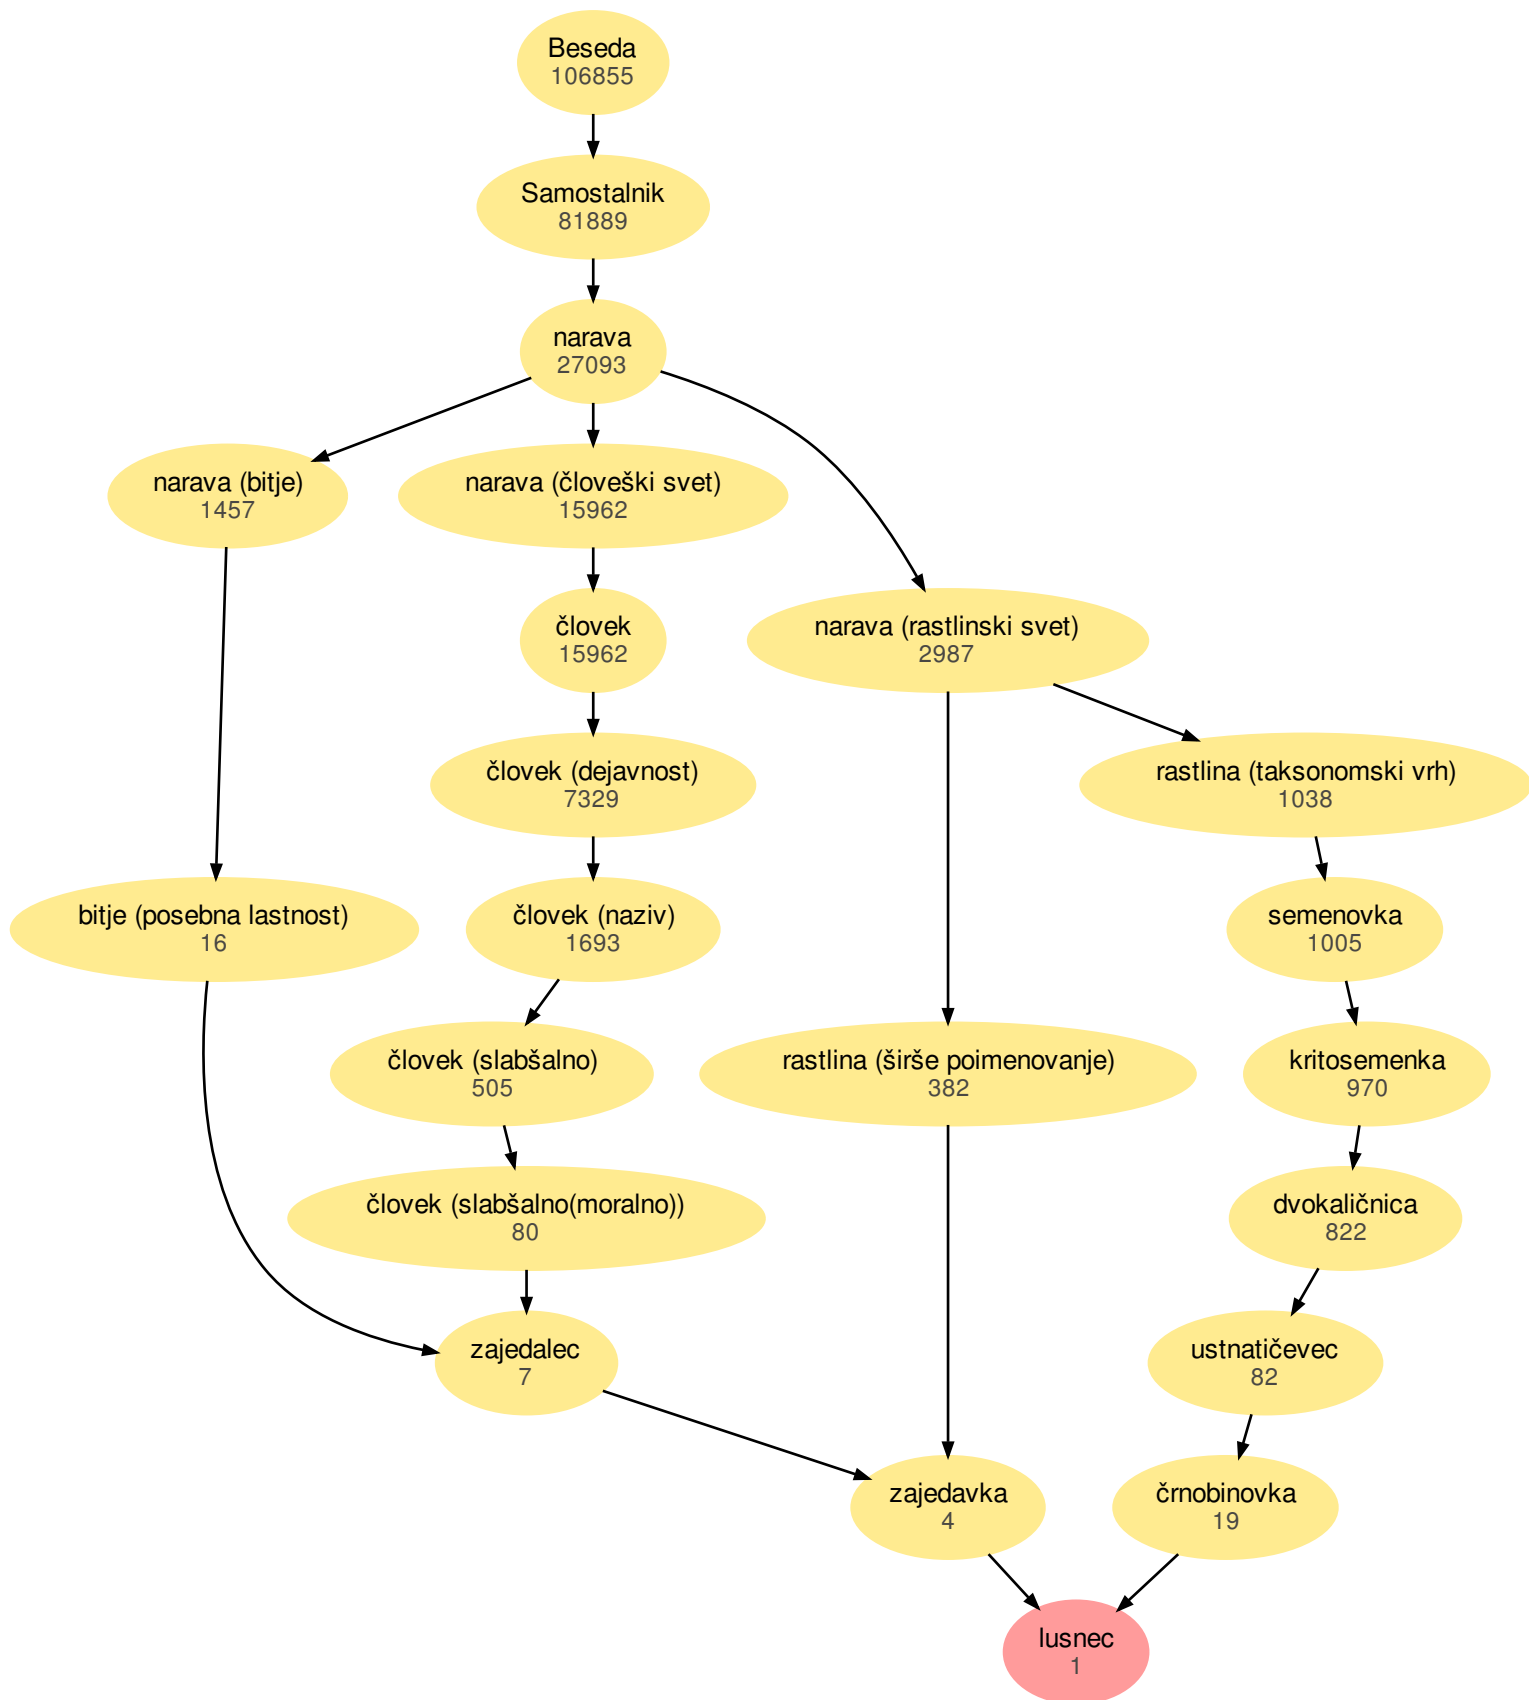 Beseda
106855
Samostalnik
81889
narava
27093
narava (bitje)
1457
narava (človeški svet)
15962
človek
15962
narava (rastlinski svet)
2987
človek (dejavnost)
7329
rastlina (taksonomski vrh)
1038
bitje (posebna lastnost)
16
človek (naziv)
1693
semenovka
1005
človek (slabšalno)
505
rastlina (širše poimenovanje)
382
kritosemenka
970
človek (slabšalno(moralno))
80
dvokaličnica
822
zajedalec
7
ustnatičevec
82
zajedavka
4
črnobinovka
19
lusnec
1